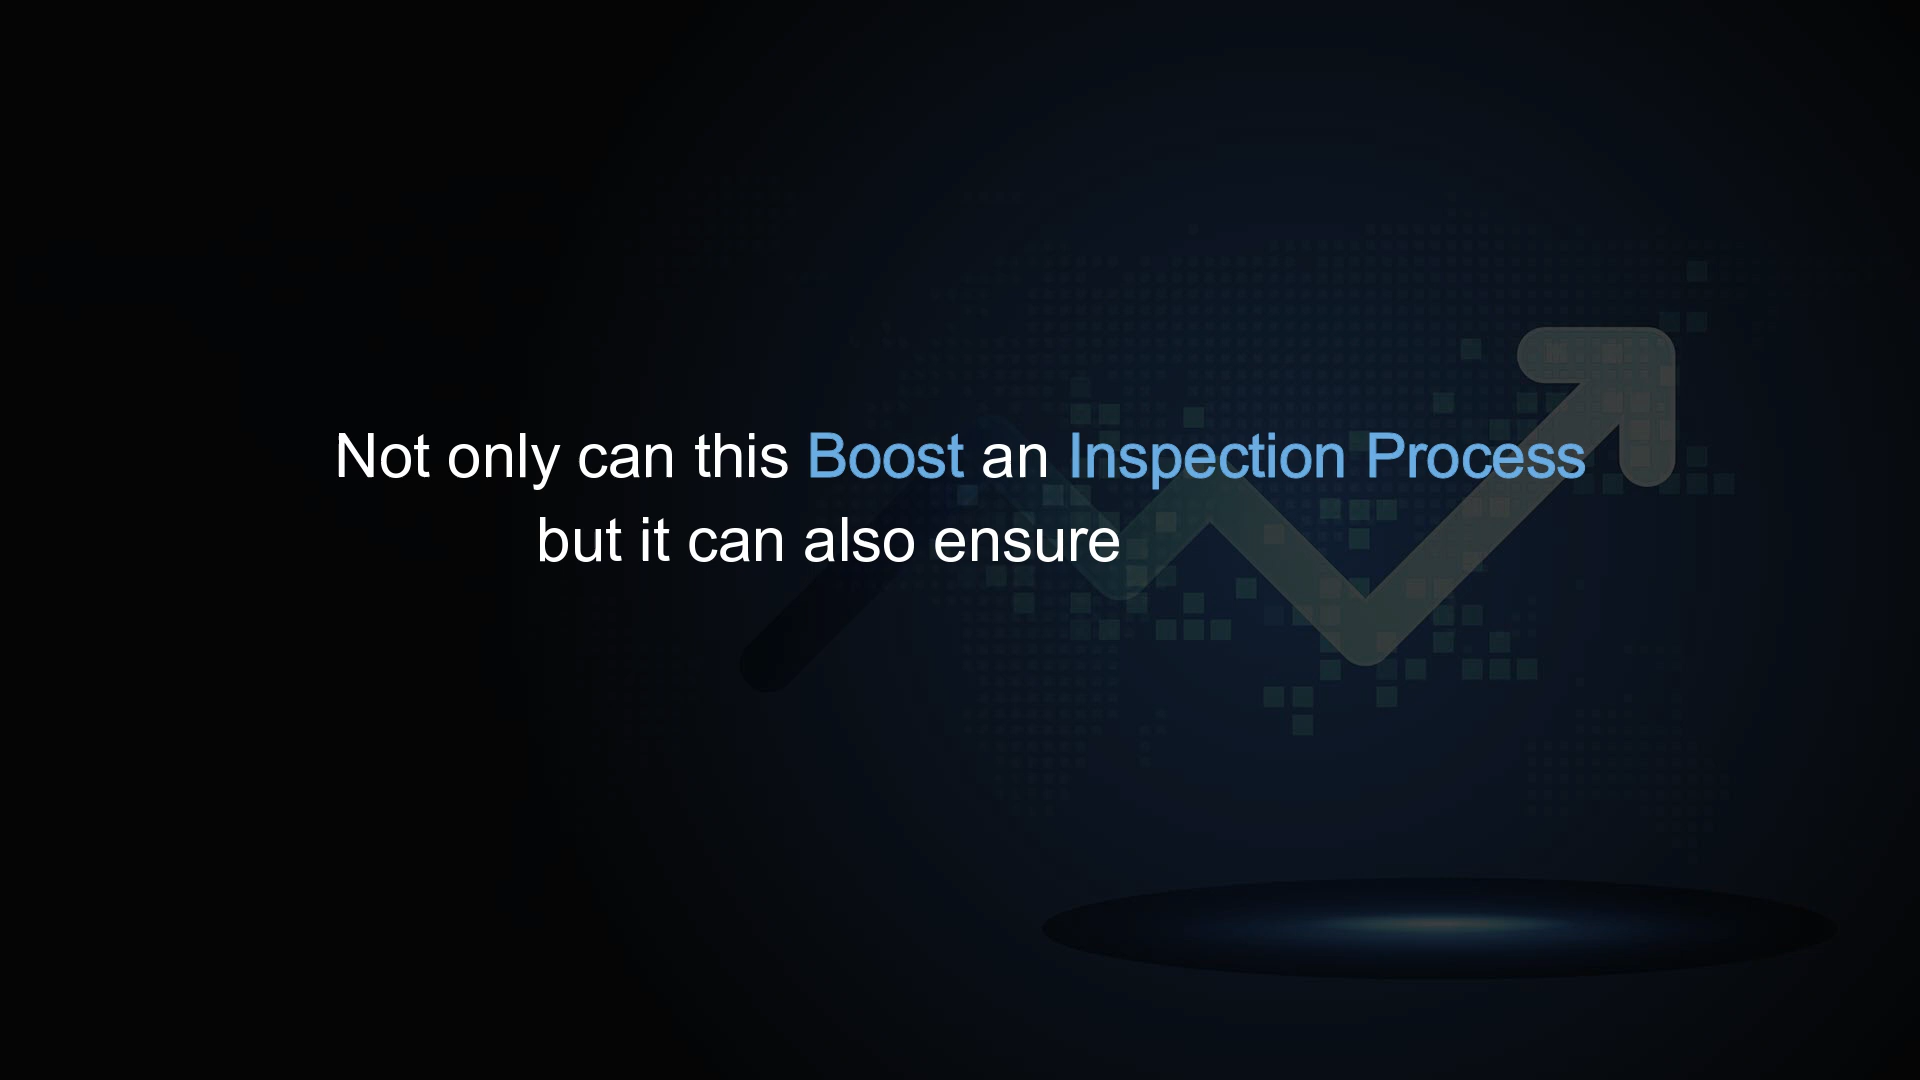 Not only can this Boost an Inspection Process
but it can also ensure